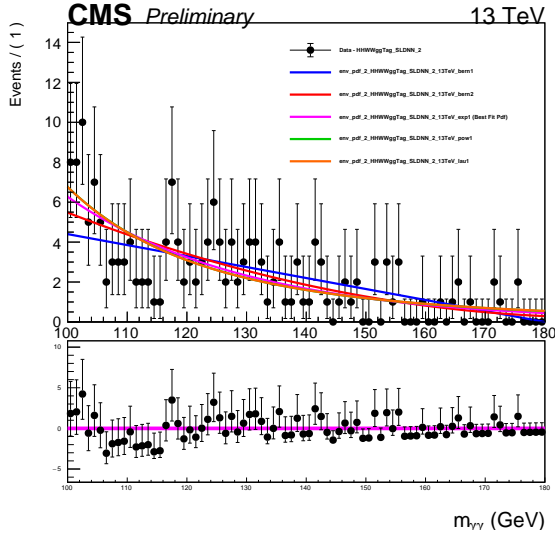 CMS Preliminary 13 TeV
Events / ( 1 )
14
12
10
8
6
4
2
0
Data - HHWWggTag_SLDNN_2
env_pdf_2_HHWWggTag_SLDNN_2_13TeV_bern1
env_pdf_2_HHWWggTag_SLDNN_2_13TeV_bern2
env_pdf_2_HHWWggTag_SLDNN_2_13TeV_exp1 (Best Fit Pdf)
env_pdf_2_HHWWggTag_SLDNN_2_13TeV_pow1
env_pdf_2_HHWWggTag_SLDNN_2_13TeV_lau1
100 110 120 130 140 150 160 170 180
10
5
0
−5
100 110 120 130 140 150 160 170 180
mγγ (GeV)